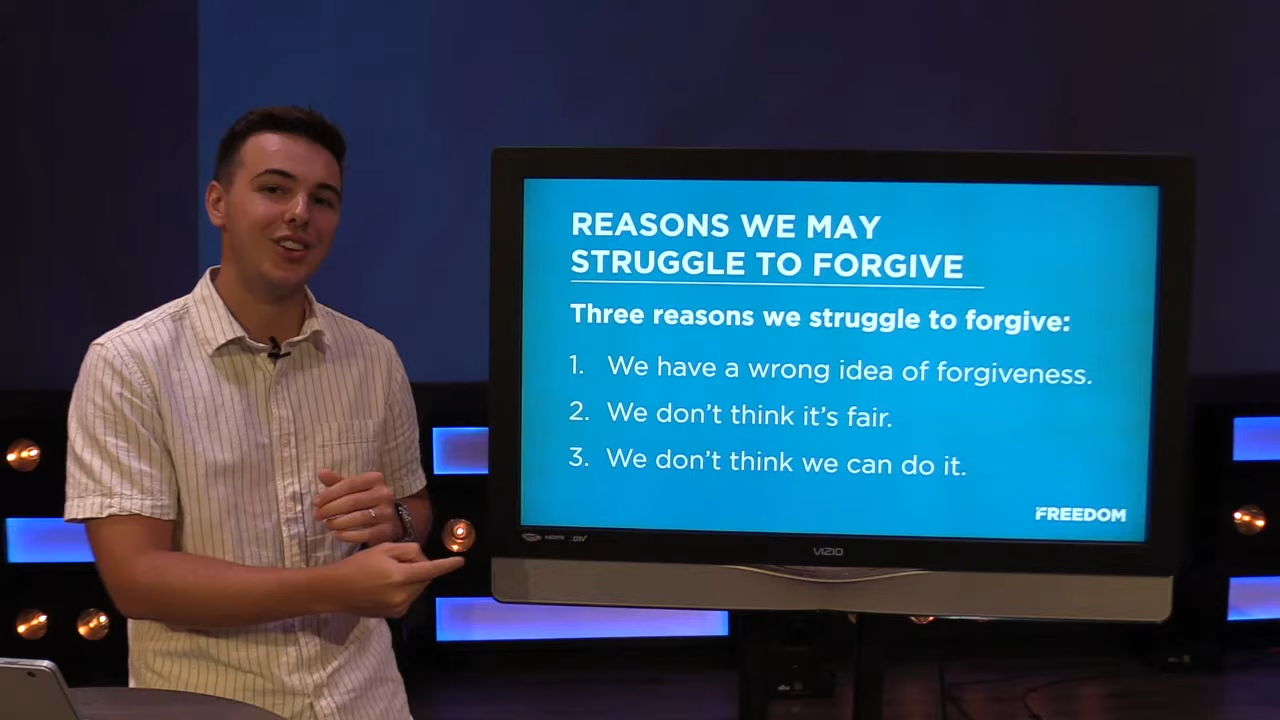 REASONS WE MAY
STRUGGLE TO FORGIVE
Three reasons we struggle to forgive:
1. We have a wrong idea of forgiveness.
2. We don't think it's fair.
3. We don't think we can do it.
FREEDOM
HDMI
VIZIO